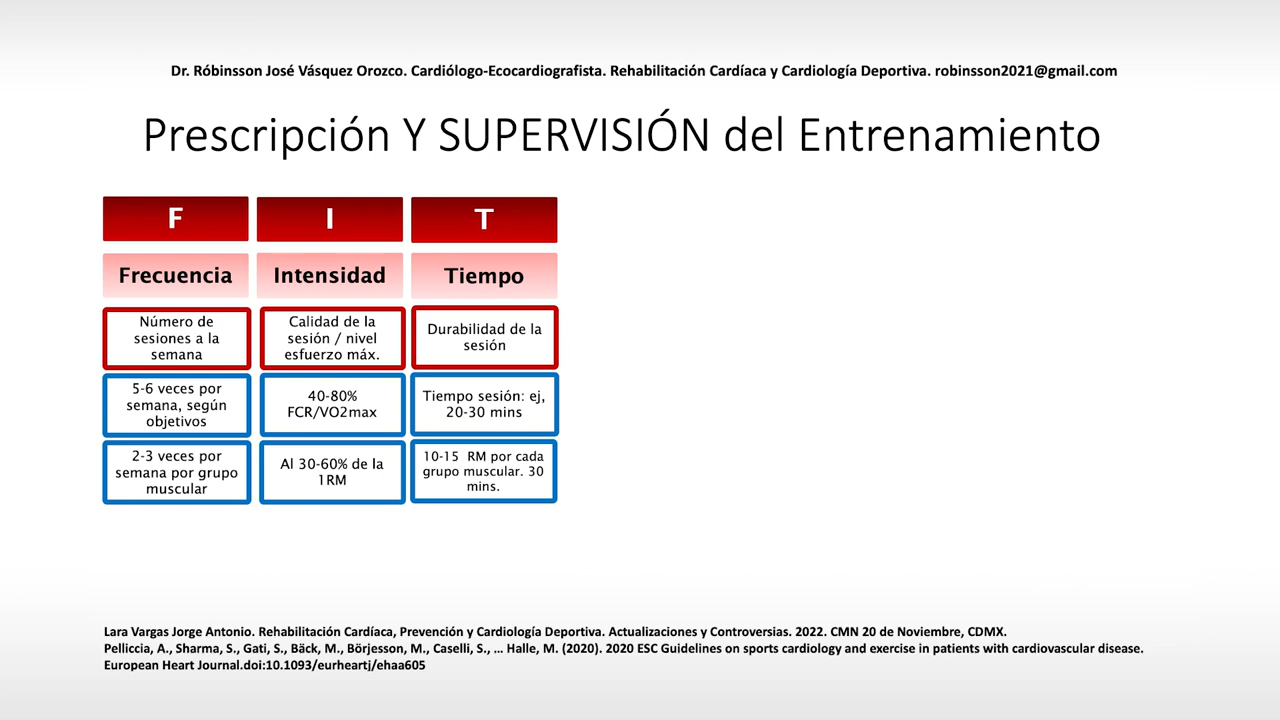 Dr. Róbinsson José Vásquez Orozco. Cardiólogo-Ecocardiografista. Rehabilitación Cardíaca y Cardiología Deportiva. robinsson2021@gmail.com
Prescripción Y SUPERVISIÓN del Entrenamiento
F
I
T
Frecuencia
Intensidad
Tiempo
Número de
sesiones a la
semana
Calidad de la
sesión / nivel
esfuerzo máx.
Durabilidad de la
sesión
5-6 veces por
semana, según
objetivos
40-80%
FCR/VO2max
Tiempo sesión: ej,
20-30 mins
2-3 veces por
semana por grupo
muscular
Al 30-60% de la
1RM
10-15 RM por cada
grupo muscular. 30
mins.
Lara Vargas Jorge Antonio. Rehabilitación Cardíaca, Prevención y Cardiología Deportiva. Actualizaciones y Controversias. 2022. CMN 20 de Noviembre, CDMX.
Pelliccia, A., Sharma, S., Gati, S., Bäck, M., Börjesson, M., Caselli, S., … Halle, M. (2020). 2020 ESC Guidelines on sports cardiology and exercise in patients with cardiovascular disease.
European Heart Journal.doi:10.1093/eurheartj/ehaa605